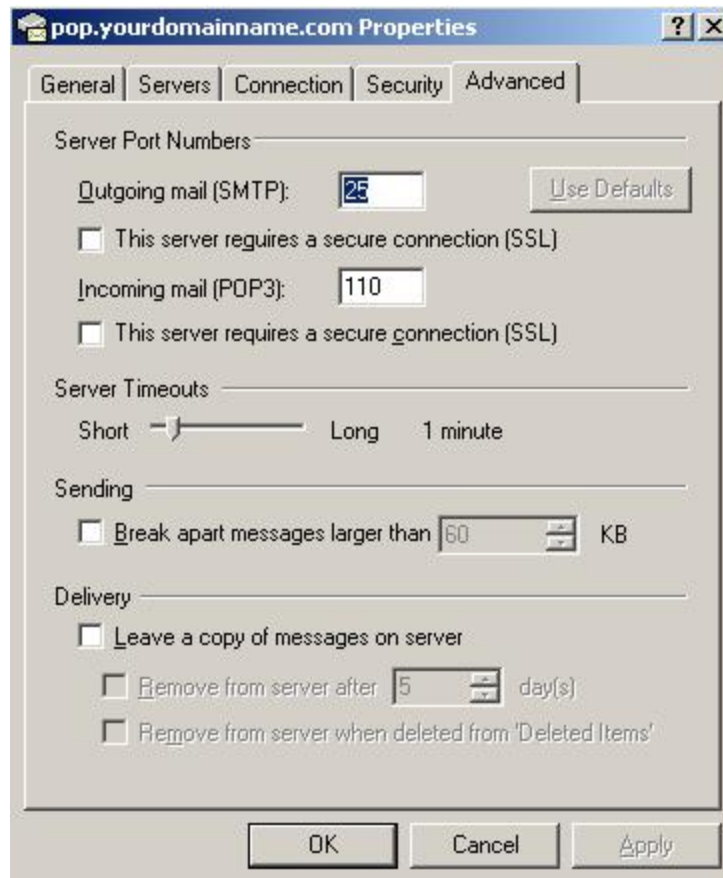 pop.yourdomainname.com Properties
General Servers Connection Security Advanced
Server Port Numbers
Outgoing mail (SMTP): 25 Use Defaults
This server requires a secure connection (SSL)
Incoming mail (POP3): 110
This server requires a secure connection (SSL)
Server Timeouts
Short Long 1 minute
Sending
Break apart messages larger than 60 KB
Delivery
Leave a copy of messages on server
Remove from server after 5 day(s)
Remove from server when deleted from 'Deleted Items'
OK Cancel Apply